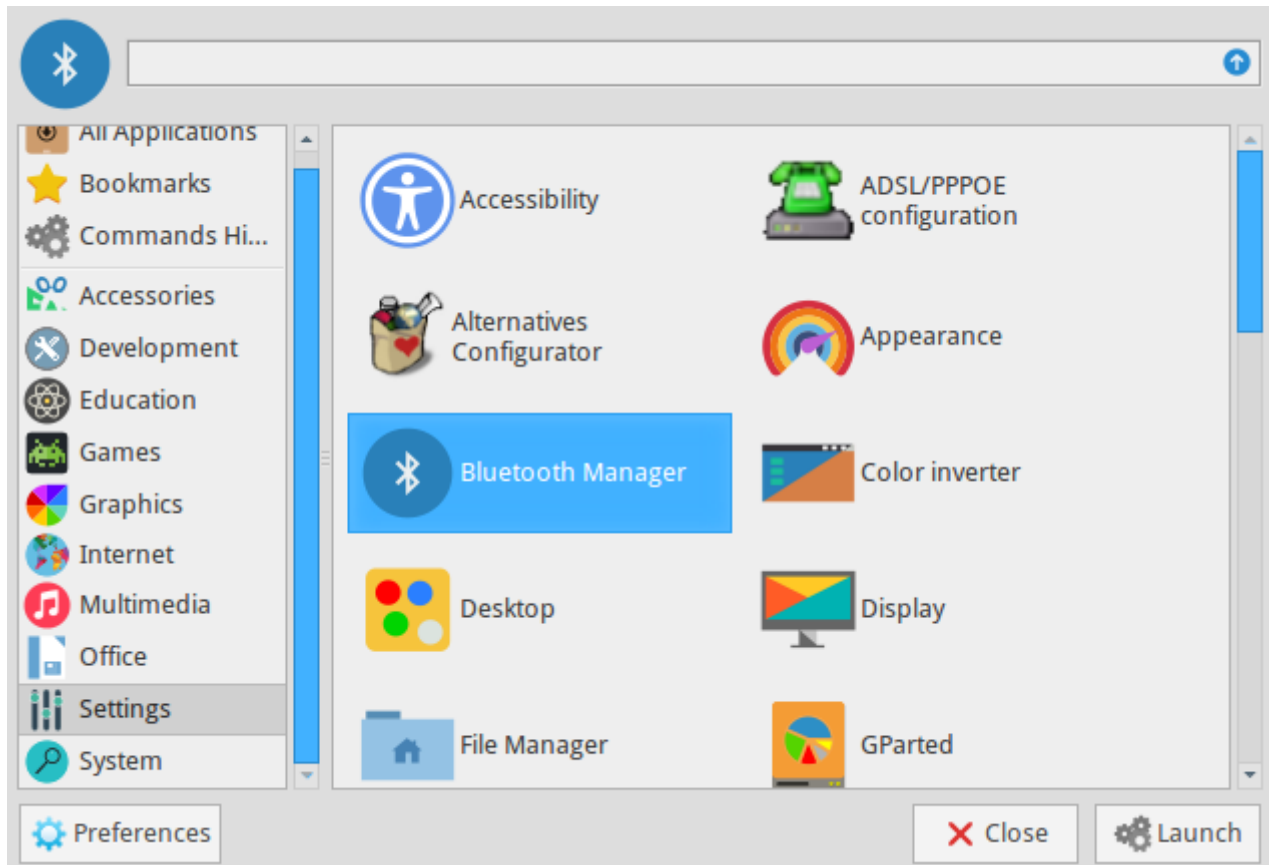 All Applications
Bookmarks
Commands Hi...
Accessories
Development
Education
Games
Graphics
Internet
Multimedia
Office
Settings
System
Accessibility
ADSL/PPPOE
configuration
Alternatives
Configurator
Appearance
Bluetooth Manager
Color inverter
Desktop
Display
File Manager
GParted
Preferences
Close
Launch